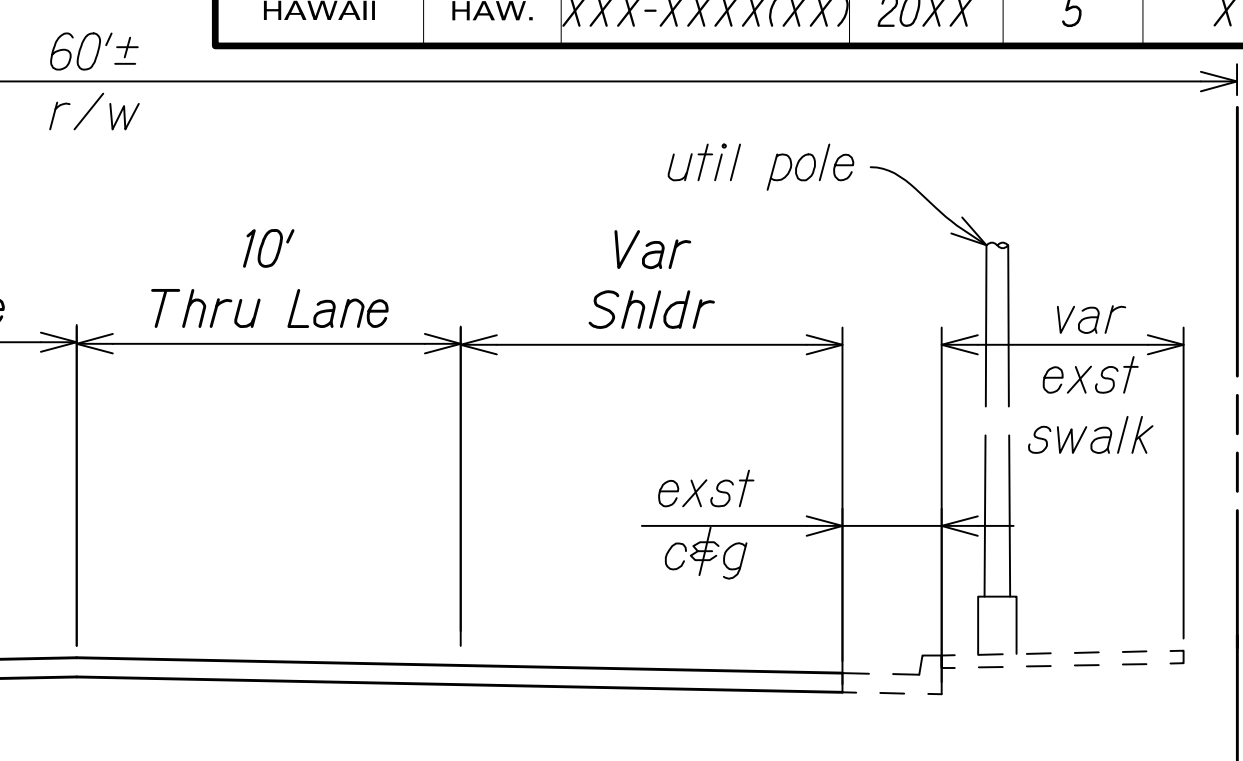 HAWAII HAW. XXX-XXXX(XX) 20XX 5 X
60'±
r/w
util pole
10'
Thru Lane
Var
Shldr
var
exst
swalk
exst
c&g